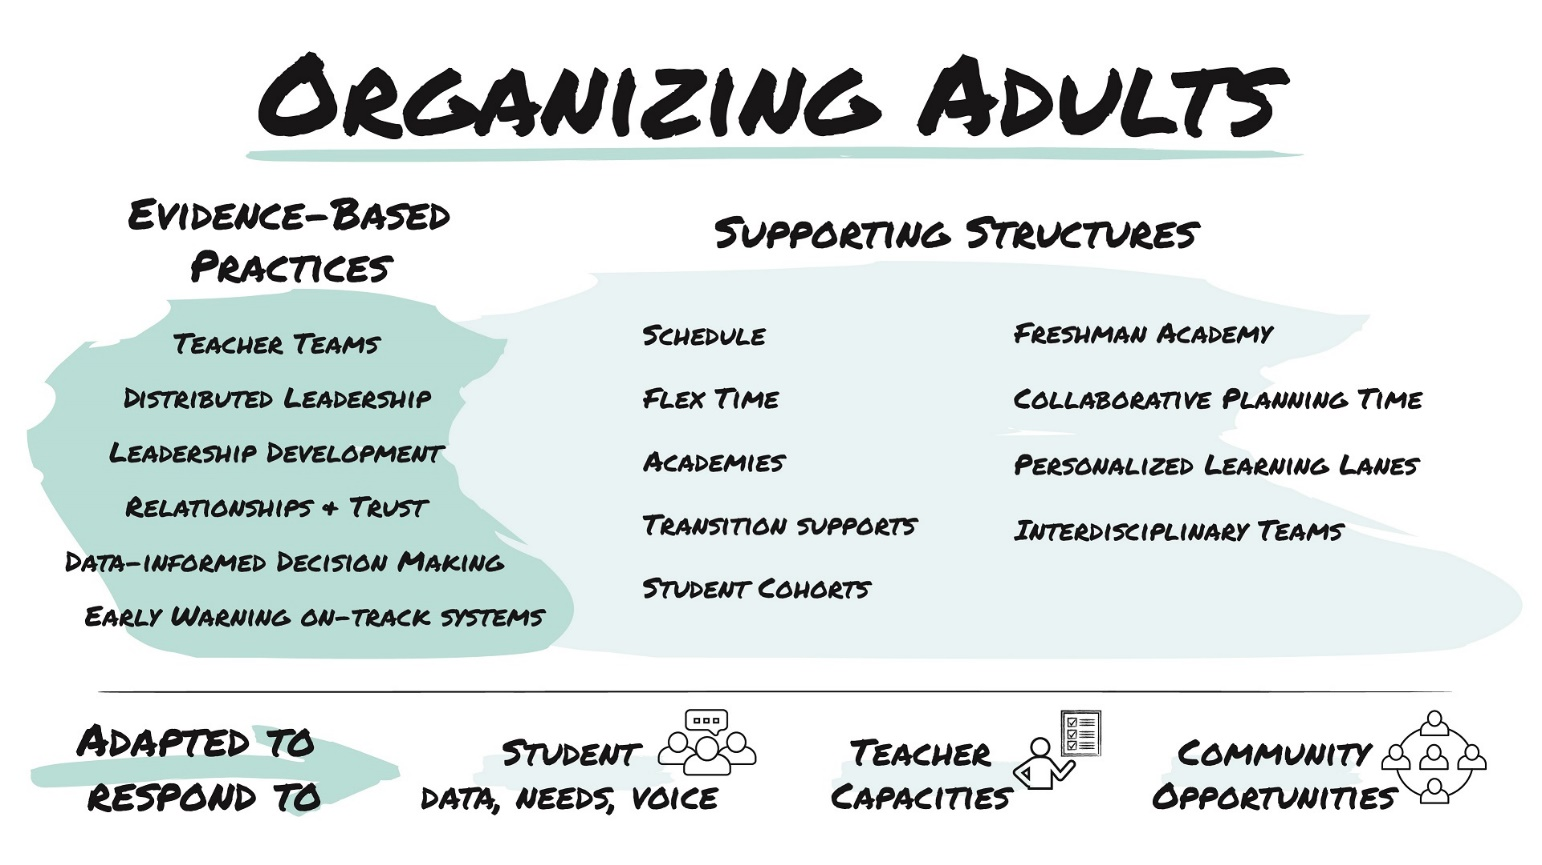 Organizing Adults
Evidence-Based
Practices
Teacher Teams
Distributed Leadership
Leadership Development
Relationships + Trust
Data-informed Decision Making
Early Warning on-track systems
Supporting Structures
Schedule
Flex Time
Academies
Transition supports
Student Cohorts
Freshman Academy
Collaborative Planning Time
Personalized Learning Lanes
Interdisciplinary Teams
Adapted to
respond to
Student
data, needs, voice
Teacher
Capacities
Community
Opportunities